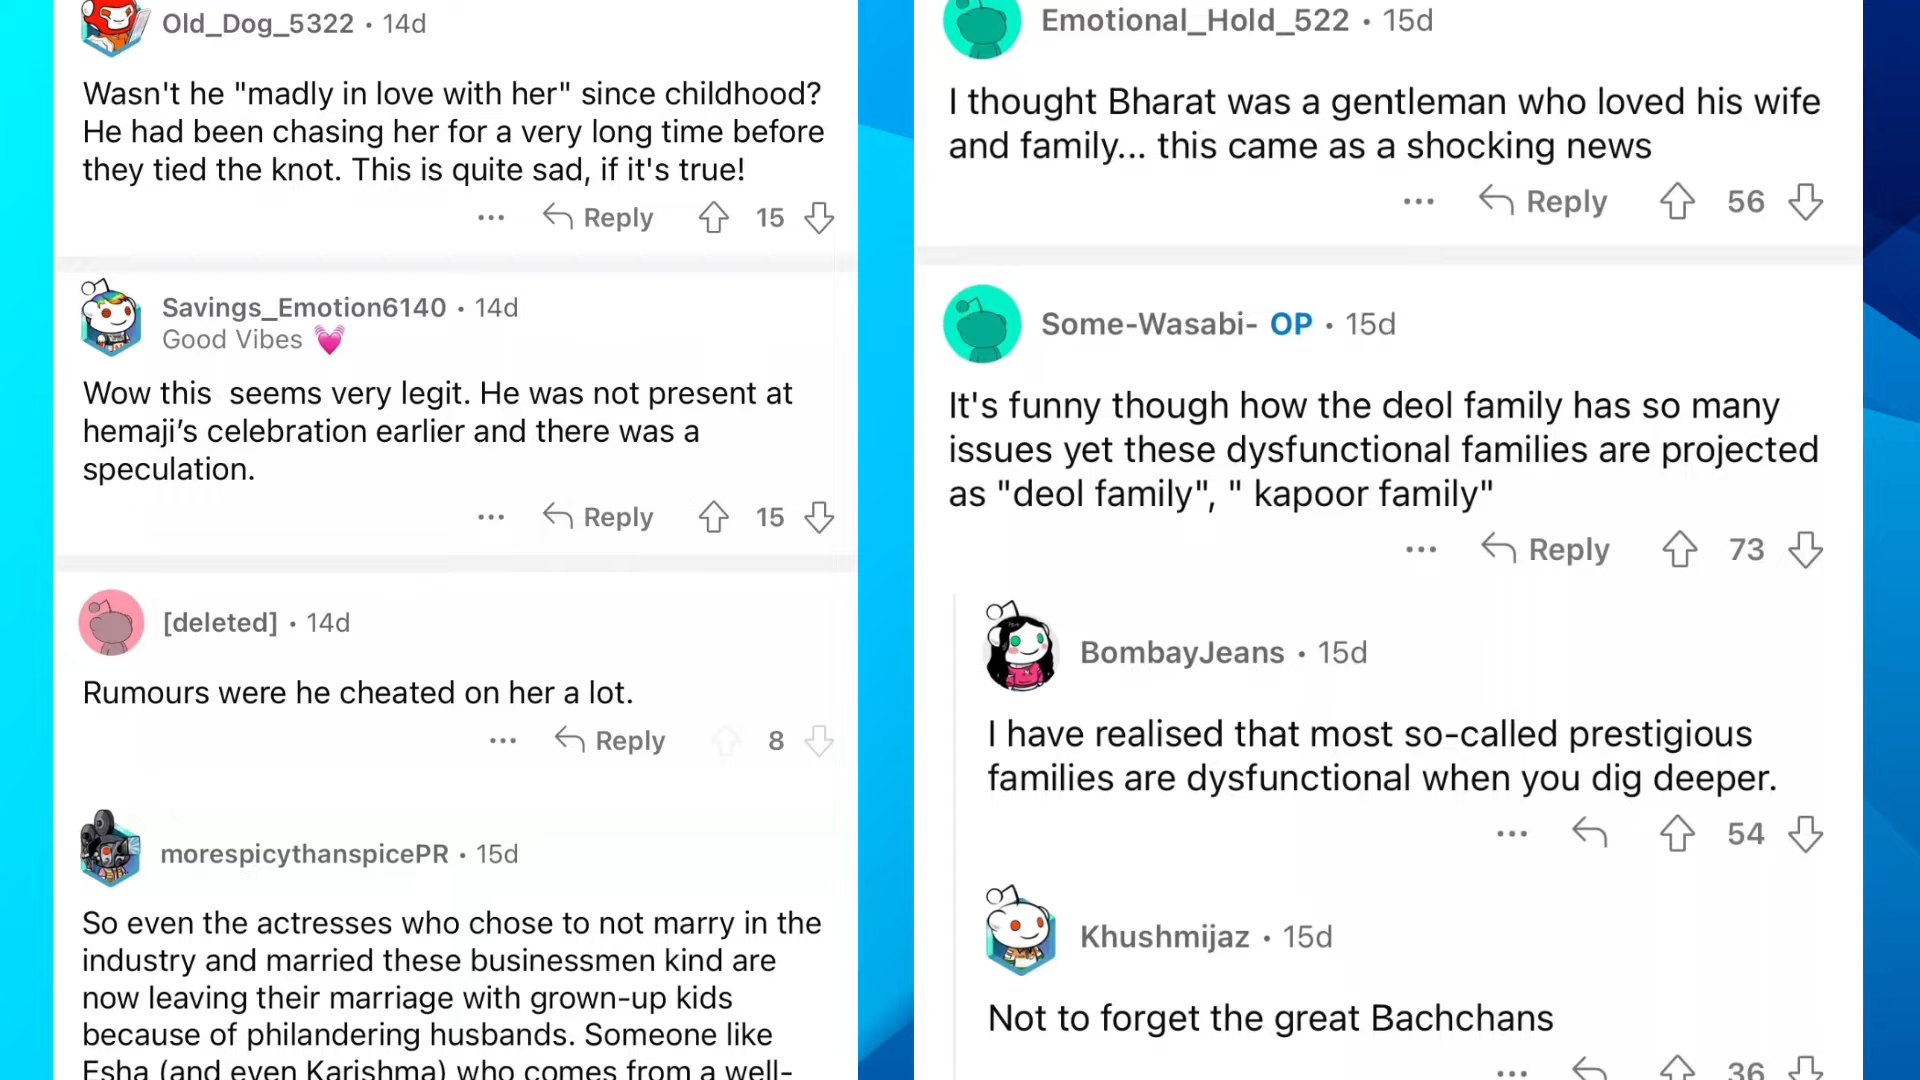 Old_Dog_5322 • 14d
Wasn't he "madly in love with her" since childhood?
He had been chasing her for a very long time before
they tied the knot. This is quite sad, if it's true!
... Reply 15
Savings_Emotion6140 • 14d
Good Vibes 💓
Wow this  seems very legit. He was not present at
hemaji’s celebration earlier and there was a
speculation.
... Reply 15
[deleted] • 14d
Rumours were he cheated on her a lot.
... Reply 8
morespicythanspicePR • 15d
So even the actresses who chose to not marry in the
industry and married these businessmen kind are
now leaving their marriage with grown-up kids
because of philandering husbands. Someone like
Esha (and even Karishma) who comes from a well-
Emotional_Hold_522 • 15d
I thought Bharat was a gentleman who loved his wife
and family... this came as a shocking news
... Reply 56
Some-Wasabi- OP • 15d
It's funny though how the deol family has so many
issues yet these dysfunctional families are projected
as "deol family", " kapoor family"
... Reply 73
BombayJeans • 15d
I have realised that most so-called prestigious
families are dysfunctional when you dig deeper.
... 54
Khushmijaz • 15d
Not to forget the great Bachchans
... 36